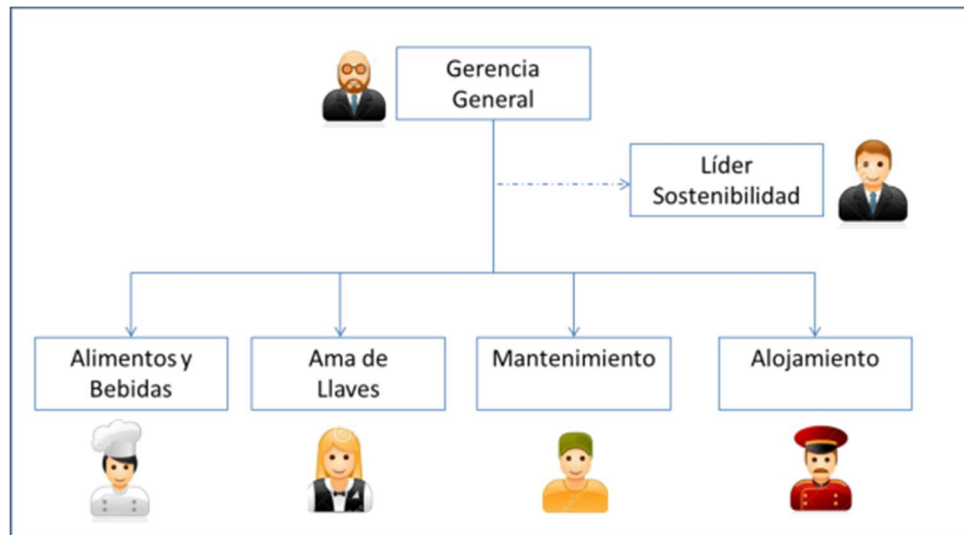 Gerencia
General
Líder
Sostenibilidad
Alimentos y
Bebidas
Ama de
Llaves
Mantenimiento
Alojamiento